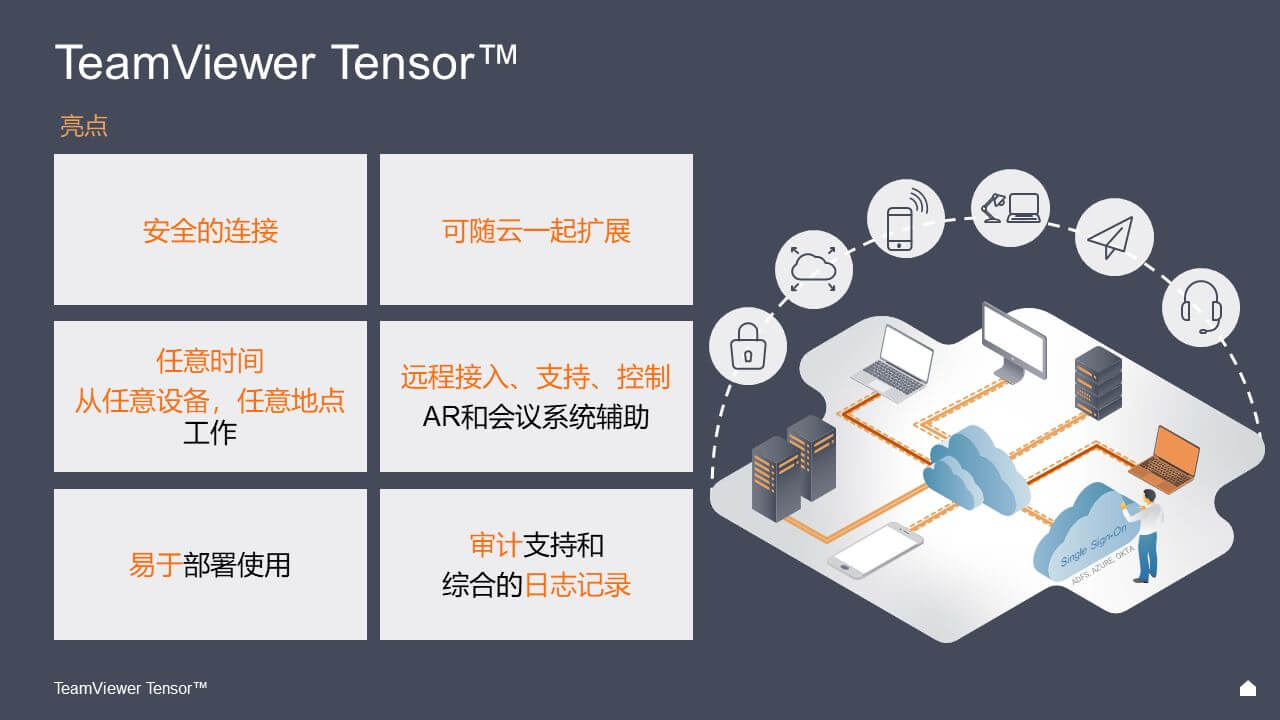 TeamViewer Tensor™
亮点
安全的连接
可随云一起扩展
任意时间
从任意设备，任意地点
工作
远程接入、支持、控制
AR和会议系统辅助
易于部署使用
审计支持和
综合的日志记录
Single Sign-On
ADFS, AZURE, OKTA
TeamViewer Tensor™